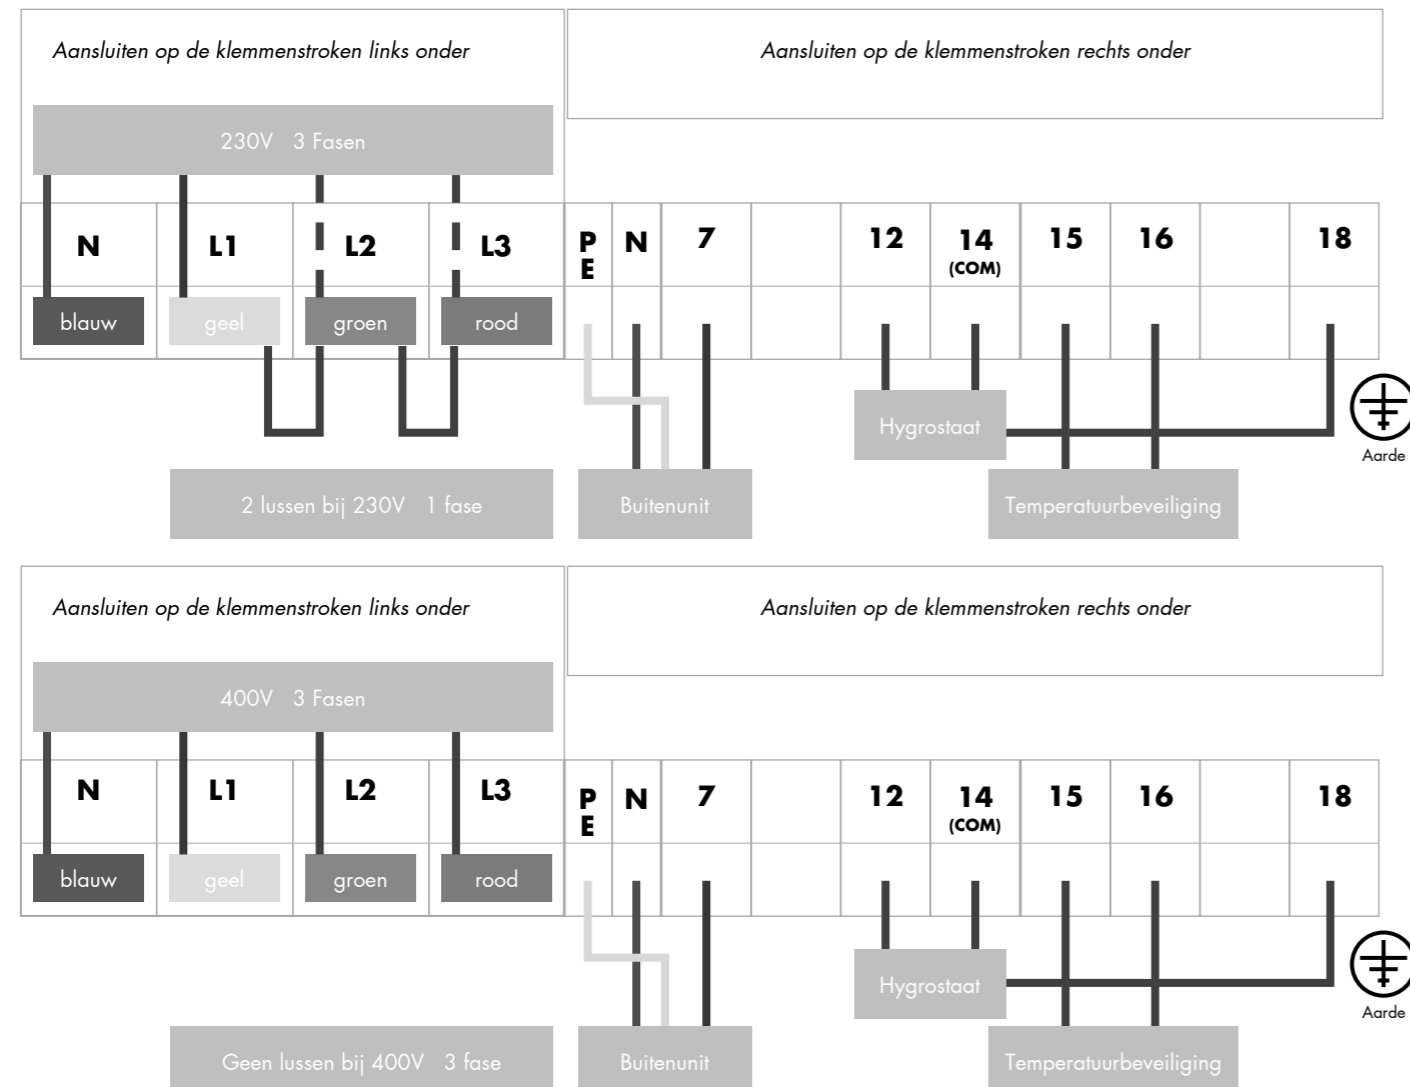 Aansluiten op de klemmenstroken links onder
Aansluiten op de klemmenstroken rechts onder
230V 3 Fasen
N L1 L2 L3 PE N 7 12 14 15 16 18
(COM)
blauw geel groen rood
Hygrostaat
Aarde
2 lussen bij 230V 1 fase
Buitenunit
Temperatuurbeveiliging
Aansluiten op de klemmenstroken links onder
Aansluiten op de klemmenstroken rechts onder
400V 3 Fasen
N L1 L2 L3 PE N 7 12 14 15 16 18
(COM)
blauw geel groen rood
Hygrostaat
Aarde
Geen lussen bij 400V 3 fase
Buitenunit
Temperatuurbeveiliging